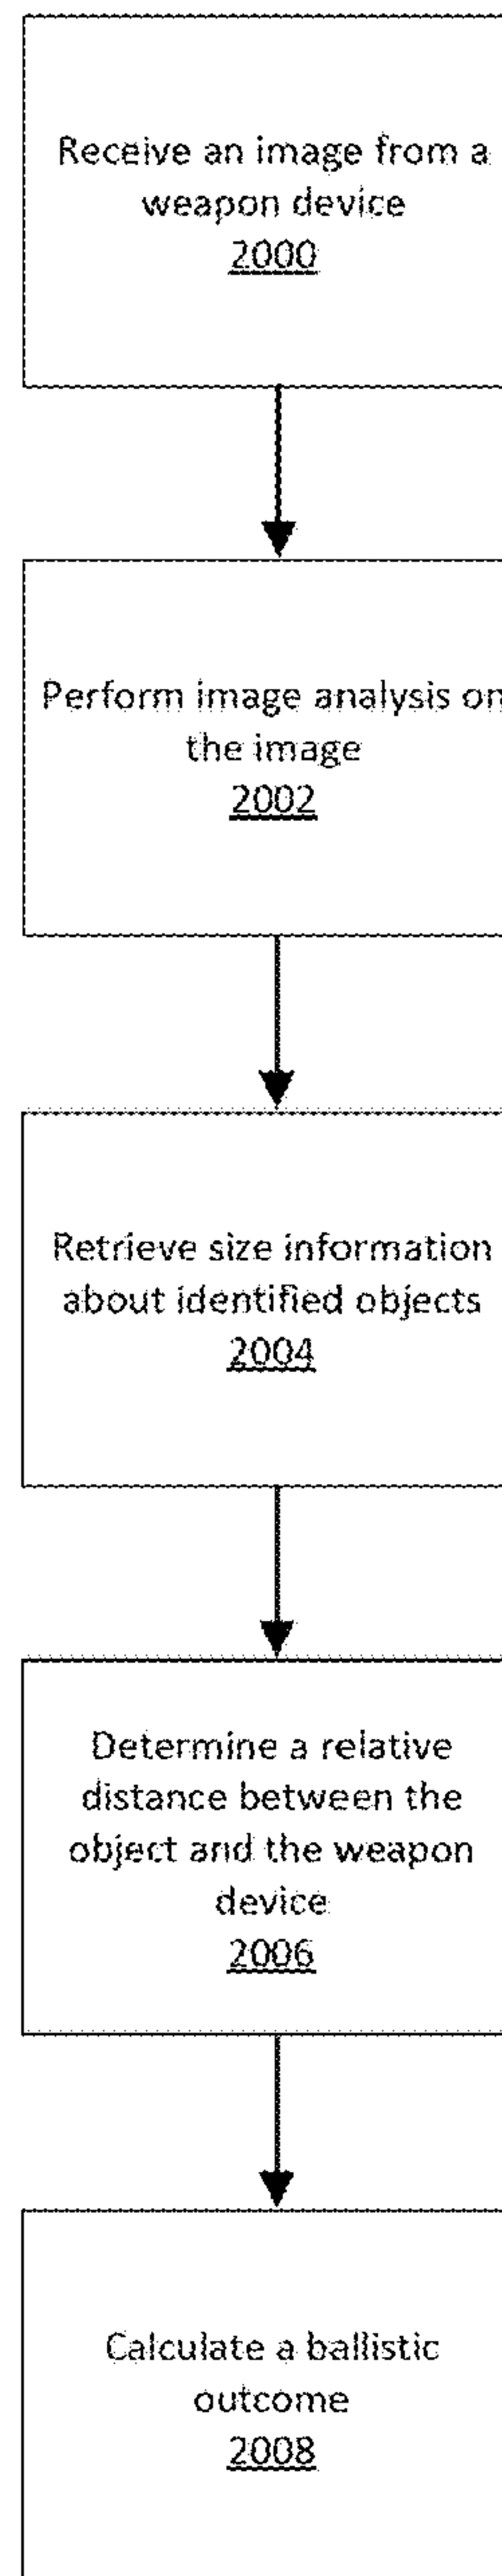 Receive an image from a
weapon device
2000
Perform image analysis on
the image
2002
Retrieve size information
about identified objects
2004
Determine a relative
distance between the
object and the weapon
device
2006
Calculate a ballistic
outcome
2008